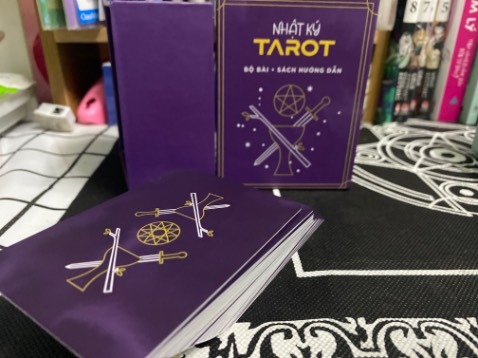 NHẬT KÝ
TAROT
BỘ BÀI + SÁCH HƯỚNG DẪN